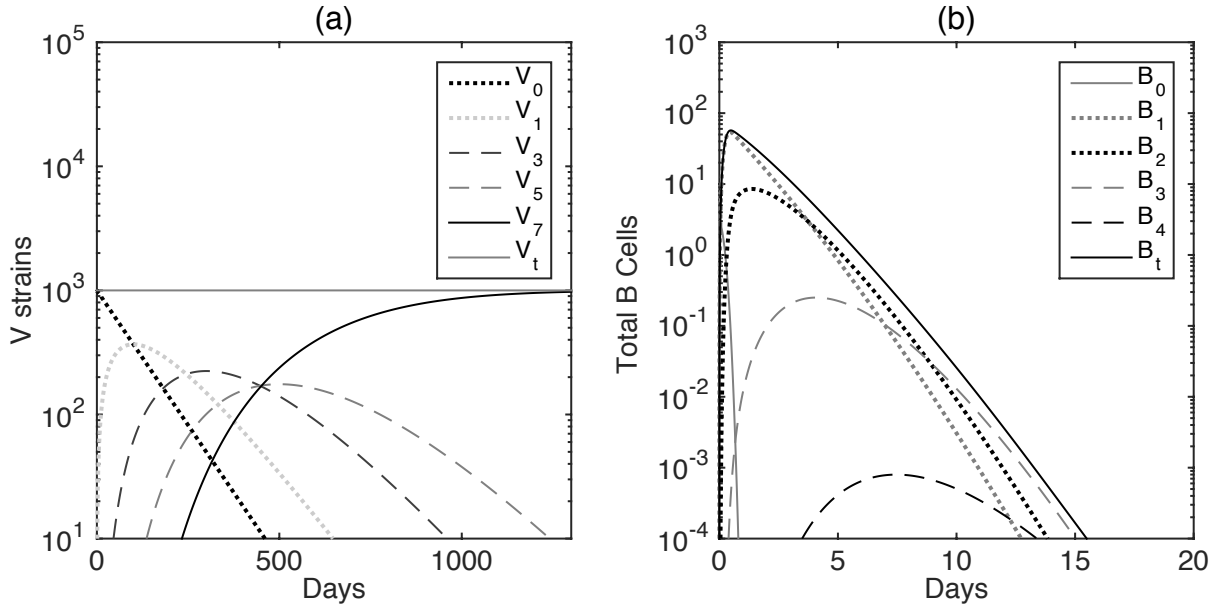 (a)
V strains
10^5
10^4
10^3
10^2
10^1
0
500
1000
Days
V_0
V_1
V_3
V_5
V_7
V_t
(b)
Total B Cells
10^3
10^2
10^1
10^0
10^-1
10^-2
10^-3
10^-4
0
5
10
15
20
Days
B_0
B_1
B_2
B_3
B_4
B_t